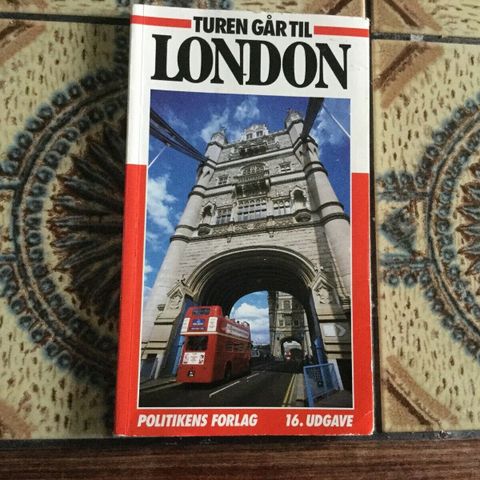 TUREN GÅR TIL
LONDON
POLITIKENS FORLAG 16. UDGAVE